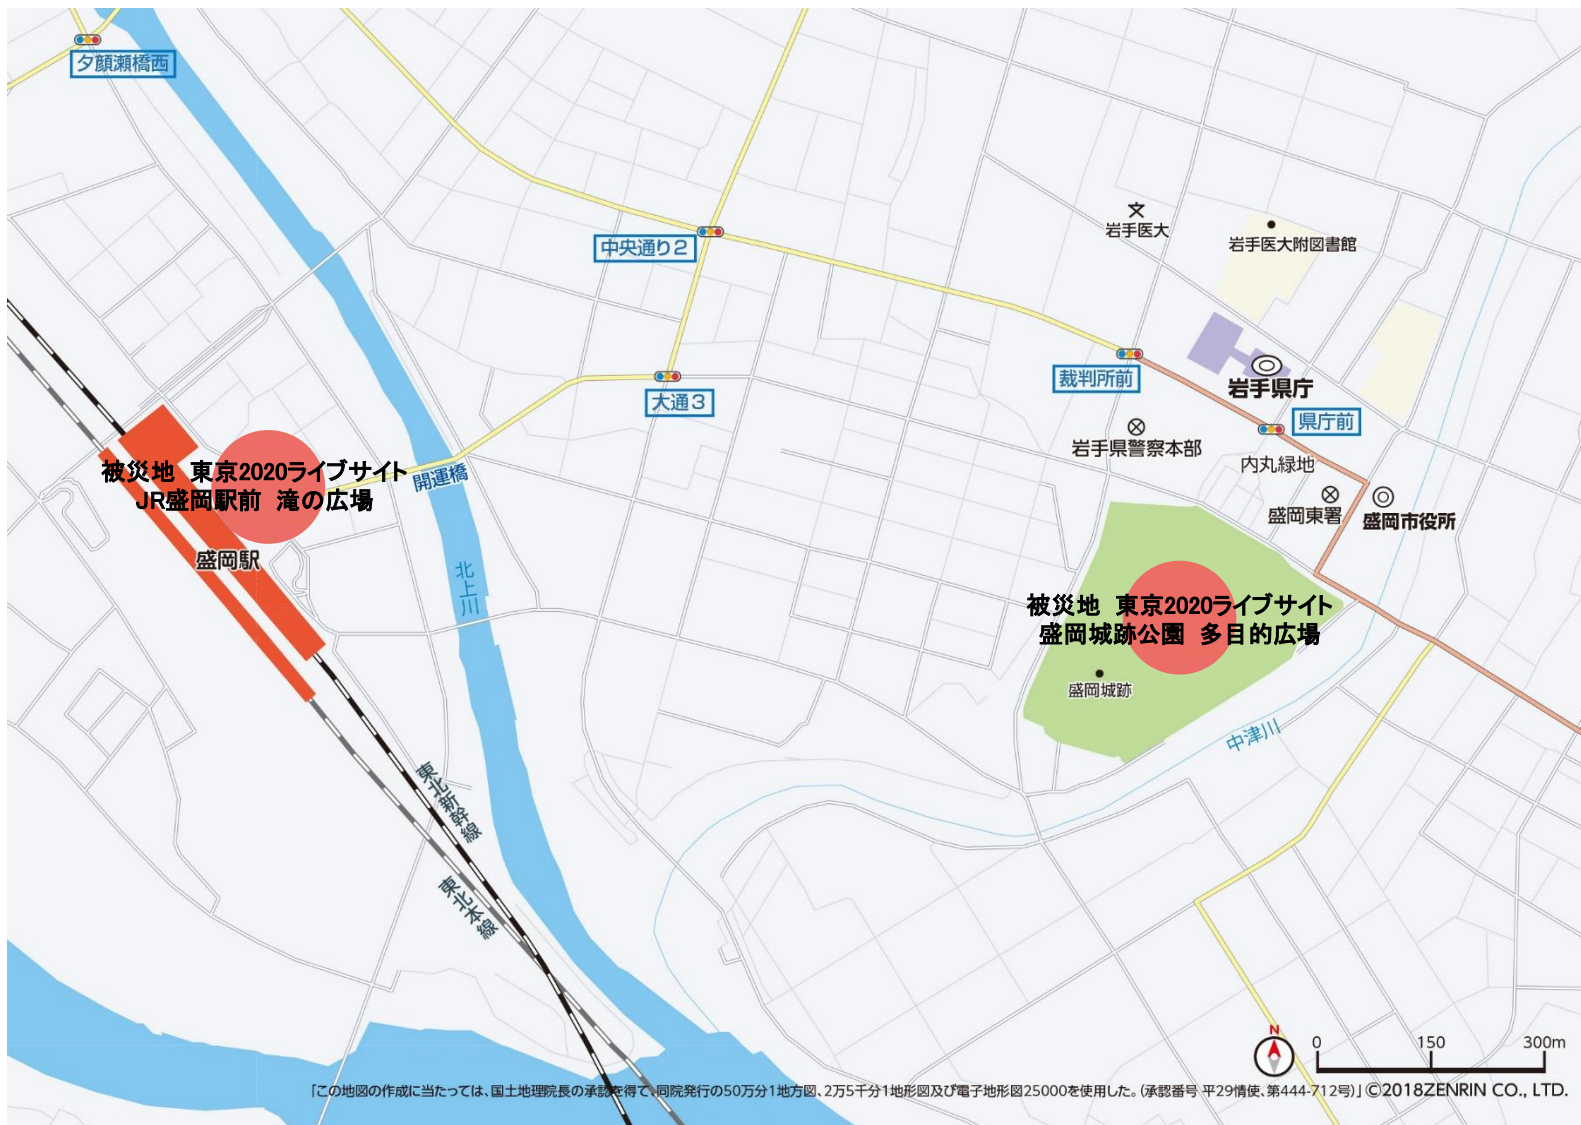 夕顔瀬橋西
中央通り2
岩手医大
岩手医大附図書館
裁判所前
岩手県庁
大通3
県庁前
岩手県警察本部
内丸緑地
被災地 東京2020ライブサイト
JR盛岡駅前 滝の広場
開運橋
盛岡東署
盛岡市役所
盛岡駅
北上川
被災地 東京2020ライブサイト
盛岡城跡公園 多目的広場
盛岡城跡
中津川
東北新幹線
東北本線
N
0 150 300m
「この地図の作成に当たっては、国土地理院長の承認を得て、同院発行の50万分1地方図、2万5千分1地形図及び電子地形図25000を使用した。(承認番号 平29情使、第444-712号)」©2018ZENRIN CO., LTD.